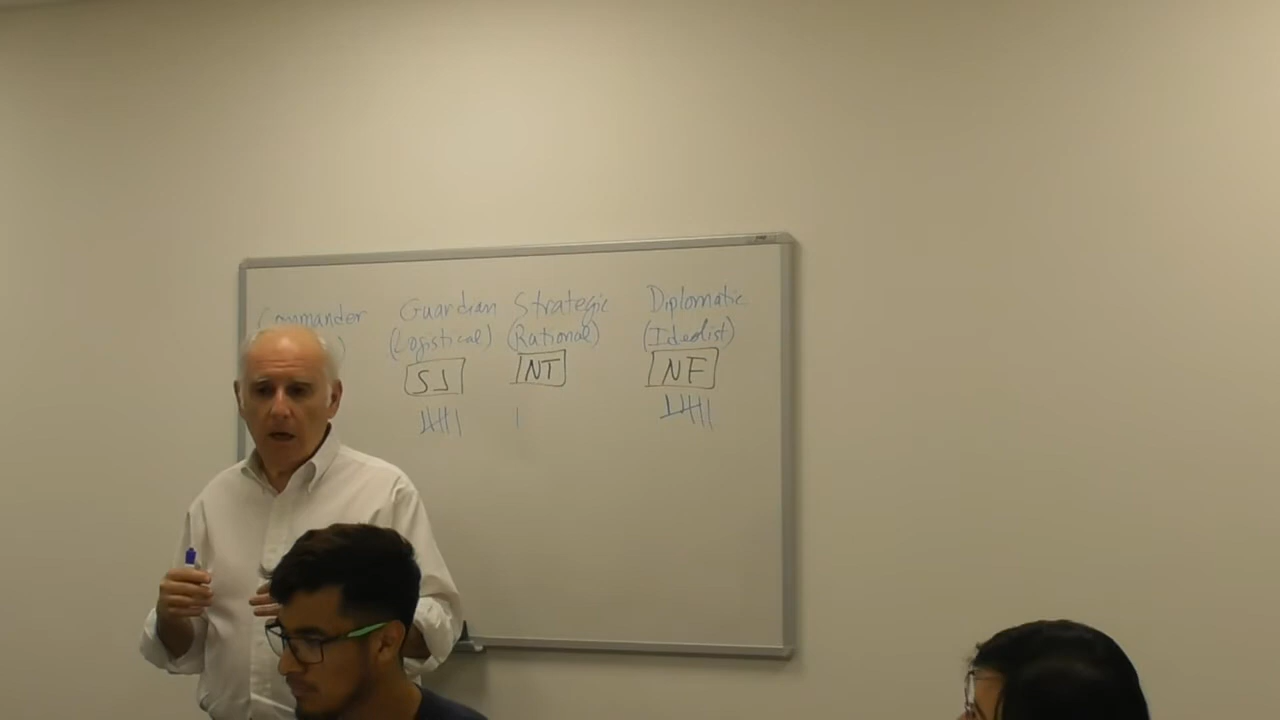 Commander Guardian Strategic Diplomatic
(Logistical) (Rational) (Idealist)
SJ NT NF